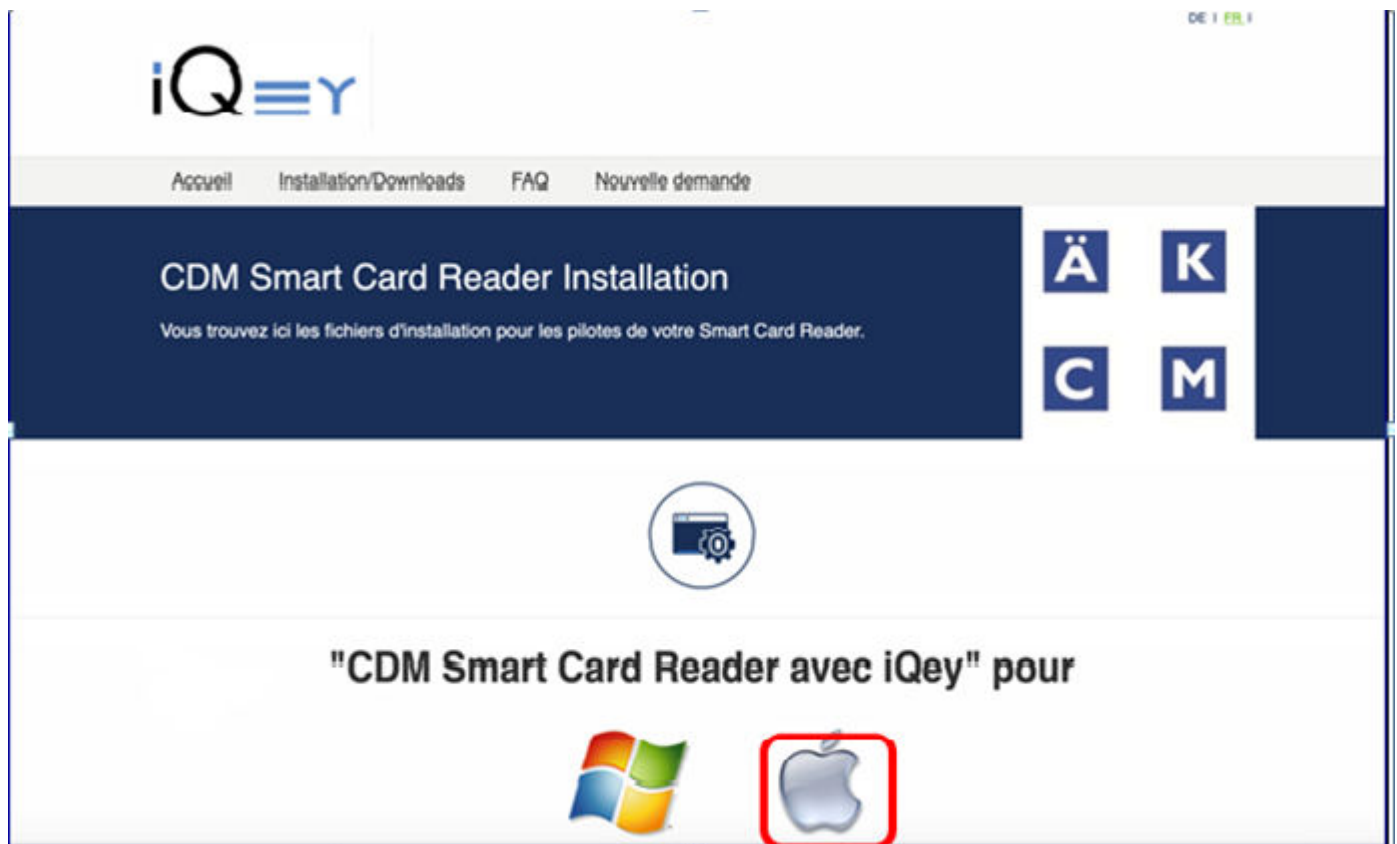 DE | FR |
iQEY
Accueil Installation/Downloads FAQ Nouvelle demande
CDM Smart Card Reader Installation
Vous trouvez ici les fichiers d'installation pour les pilotes de votre Smart Card Reader.
Ä K
C M
"CDM Smart Card Reader avec iQey" pour